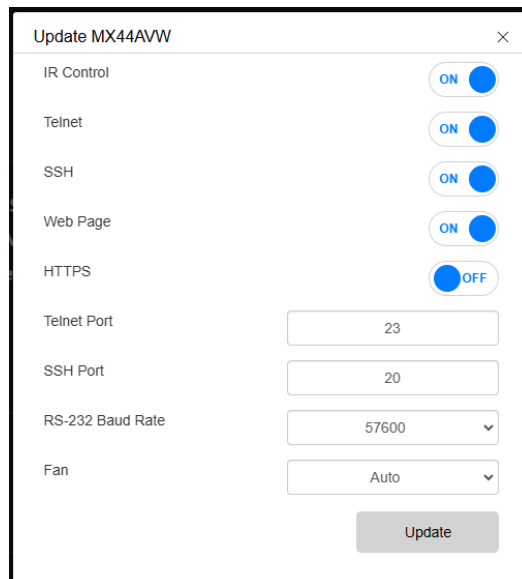 Update MX44AVW
IR Control ON
Telnet ON
SSH ON
Web Page ON
HTTPS OFF
Telnet Port 23
SSH Port 20
RS-232 Baud Rate 57600
Fan Auto
Update